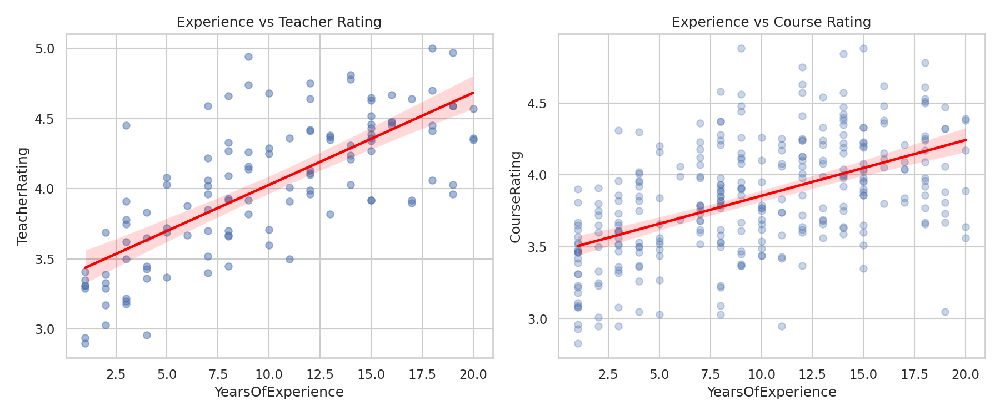 Experience vs Teacher Rating
5.0
4.5
4.0
3.5
3.0
TeacherRating
2.5 5.0 7.5 10.0 12.5 15.0 17.5 20.0
YearsOfExperience
Experience vs Course Rating
4.5
4.0
3.5
3.0
CourseRating
2.5 5.0 7.5 10.0 12.5 15.0 17.5 20.0
YearsOfExperience